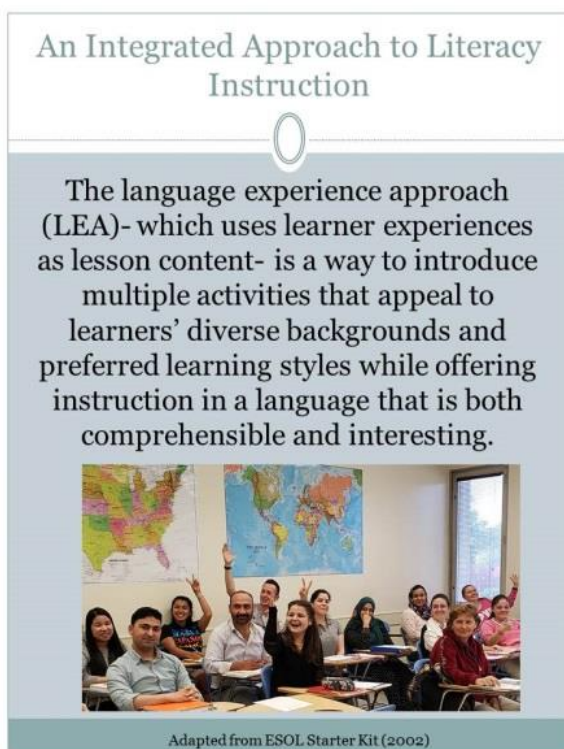 An Integrated Approach to Literacy
Instruction
The language experience approach
(LEA)- which uses learner experiences
as lesson content- is a way to introduce
multiple activities that appeal to
learners’ diverse backgrounds and
preferred learning styles while offering
instruction in a language that is both
comprehensible and interesting.
Adapted from ESOL Starter Kit (2002)